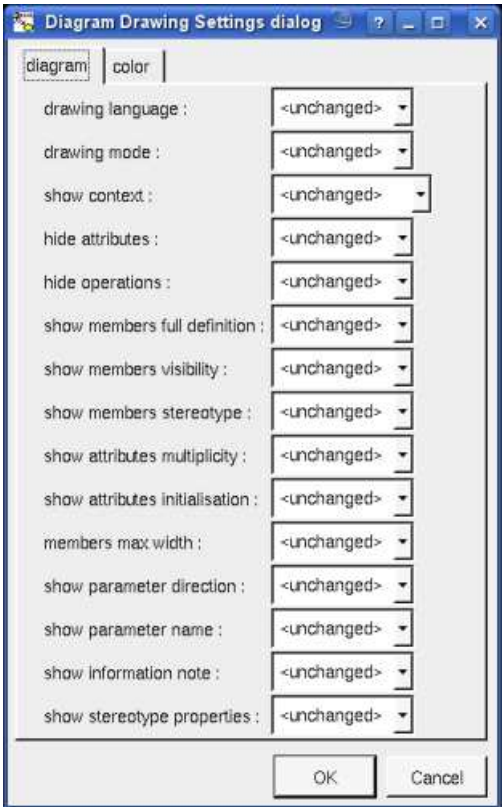 Diagram Drawing Settings dialog ?
diagram color
drawing language : <unchanged>
drawing mode : <unchanged>
show context : <unchanged>
hide attributes : <unchanged>
hide operations : <unchanged>
show members full definition : <unchanged>
show members visibility : <unchanged>
show members stereotype : <unchanged>
show attributes multiplicity : <unchanged>
show attributes initialisation : <unchanged>
members max width : <unchanged>
show parameter direction : <unchanged>
show parameter name : <unchanged>
show information note : <unchanged>
show stereotype properties : <unchanged>
OK Cancel